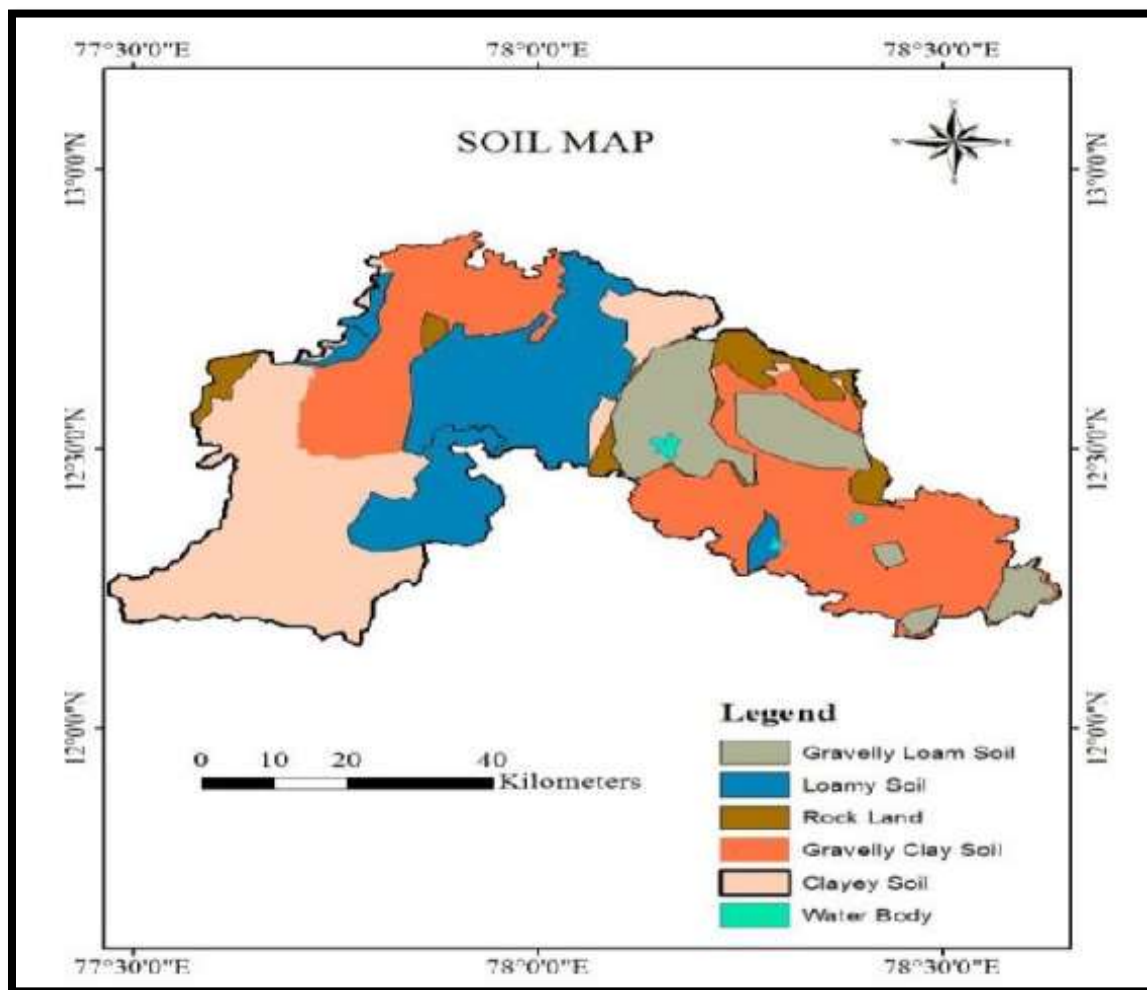 77°30'0"E 78°0'0"E 78°30'0"E
SOIL MAP
13°0'0"N 13°0'0"N
12°30'0"N 12°30'0"N
12°0'0"N 12°0'0"N
Legend
Gravelly Loam Soil
Loamy Soil
Rock Land
Gravelly Clay Soil
Clayey Soil
Water Body
0 10 20 40
Kilometers
77°30'0"E 78°0'0"E 78°30'0"E